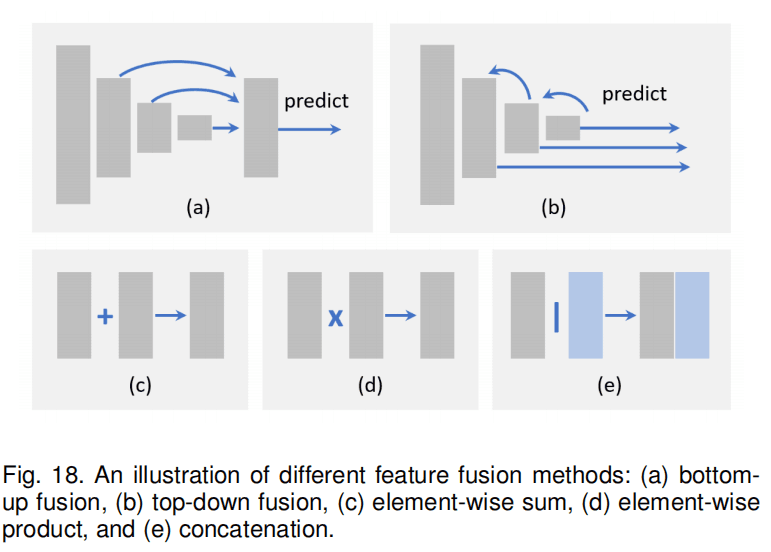 predict
(a)
predict
(b)
+
(c)
x
(d)
|
(e)
Fig. 18. An illustration of different feature fusion methods: (a) bottom-
up fusion, (b) top-down fusion, (c) element-wise sum, (d) element-wise
product, and (e) concatenation.